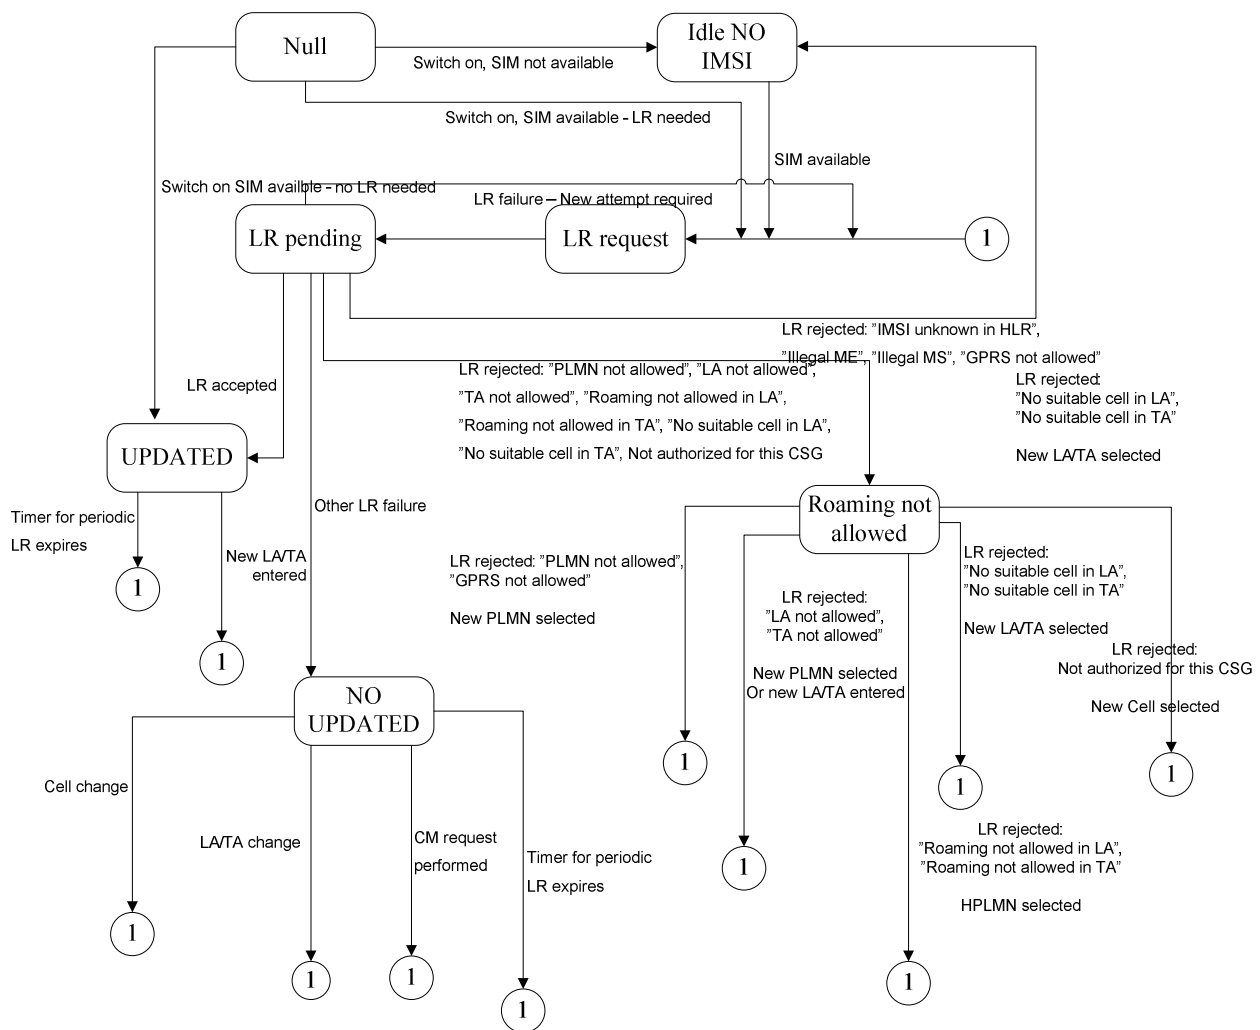 Null
Idle NO
IMSI
Switch on, SIM not available
Switch on, SIM available - LR needed
SIM available
Switch on SIM availble - no LR needed
LR failure – New attempt required
LR pending
LR request
1
LR rejected: ”IMSI unknown in HLR”,
”Illegal ME”, ”Illegal MS”, ”GPRS not allowed”
LR accepted
LR rejected: ”PLMN not allowed”, ”LA not allowed”,
”TA not allowed”, ”Roaming not allowed in LA”,
”Roaming not allowed in TA”, ”No suitable cell in LA”,
”No suitable cell in TA”, Not authorized for this CSG
LR rejected:
”No suitable cell in LA”,
”No suitable cell in TA”
New LA/TA selected
UPDATED
Timer for periodic
LR expires
1
New LA/TA
entered
1
Other LR failure
Roaming not
allowed
LR rejected: ”PLMN not allowed”,
”GPRS not allowed”
New PLMN selected
LR rejected:
”LA not allowed”,
”TA not allowed”
New PLMN selected
Or new LA/TA entered
LR rejected:
”No suitable cell in LA”,
”No suitable cell in TA”
New LA/TA selected
LR rejected:
Not authorized for this CSG
New Cell selected
NO
UPDATED
1
1
1
Cell change
LA/TA change
CM request
performed
Timer for periodic
LR expires
1
LR rejected:
”Roaming not allowed in LA”,
”Roaming not allowed in TA”
HPLMN selected
1
1
1
1
1